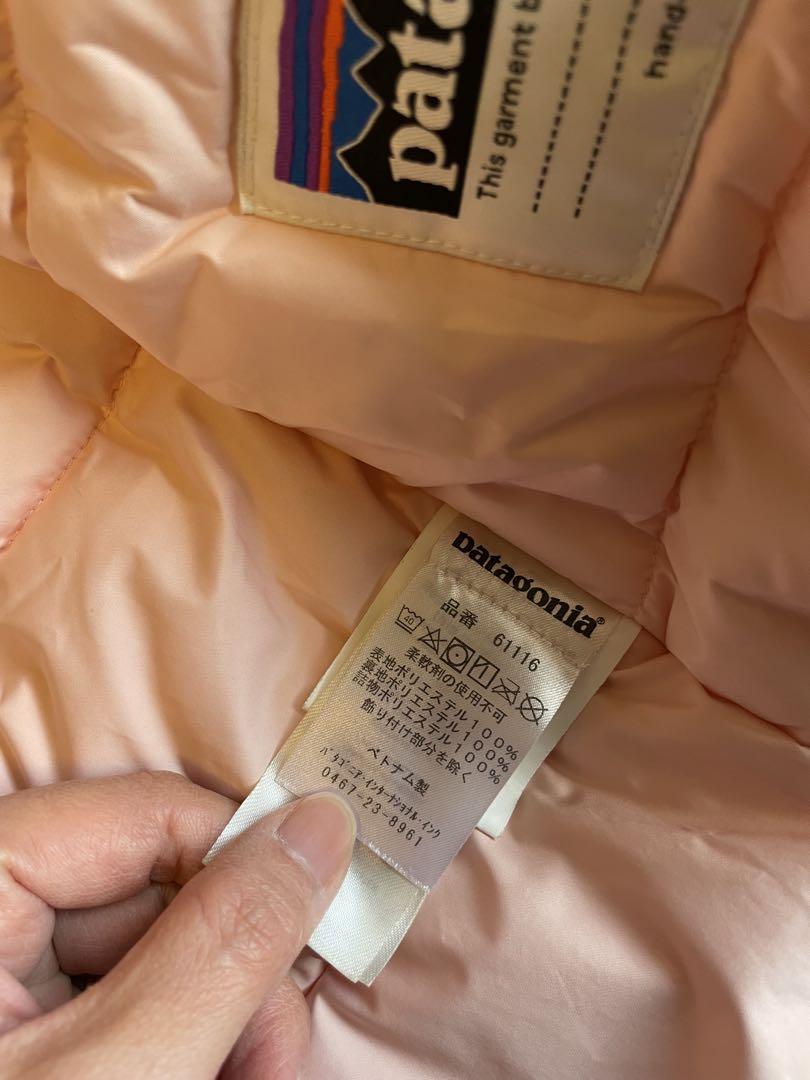 pata
This garment b
hand-
patagonia®
品番 61116
40
柔軟剤の使用不可
表地ポリエステル100%
裏地ポリエステル100%
詰物ポリエステル100%
飾り付け部分を除く
ベトナム製
パタゴニア・インターナショナル・インク
0467-23-8961